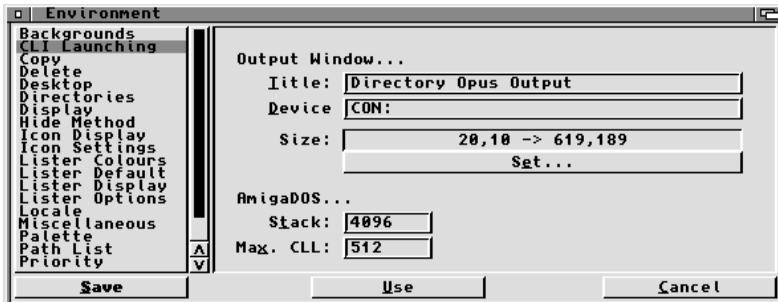 Environment
Backgrounds
CLI Launching
Copy
Delete
Desktop
Directories
Display
Hide Method
Icon Display
Icon Settings
Lister Colours
Lister Default
Lister Display
Lister Options
Locale
Miscellaneous
Palette
Path List
Priority
Output Window...
Title: Directory Opus Output
Device CON:
Size: 20,10 -> 619,189
Set...
AmigaDOS...
Stack: 4096
Max. CLL: 512
Save Use Cancel